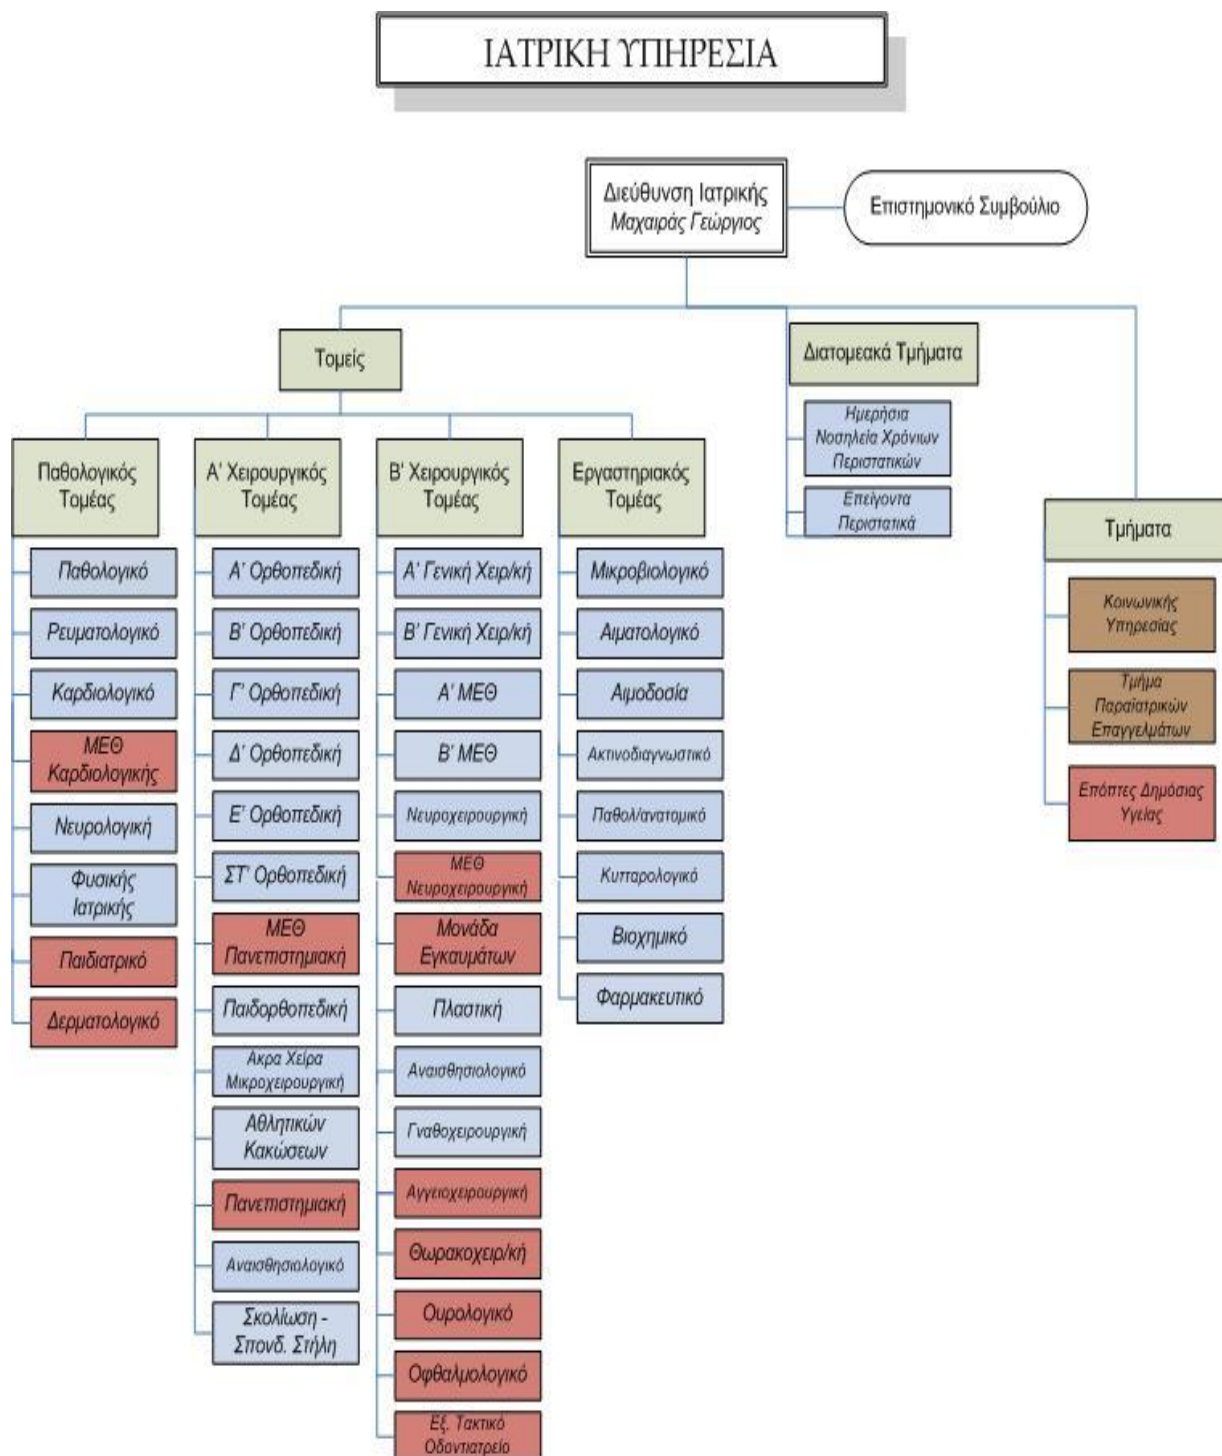 ΙΑΤΡΙΚΗ ΥΠΗΡΕΣΙΑ
Διεύθυνση Ιατρικής
Μαχαιράς Γεώργιος
Επιστημονικό Συμβούλιο
Τομείς
Διατομεακά Τμήματα
Ημερήσια
Νοσηλεία Χρόνιων
Περιστατικών
Επείγοντα
Περιστατικά
Τμήματα
Κοινωνικής
Υπηρεσίας
Τμήμα
Παραϊατρικών
Επαγγελμάτων
Επόπτες Δημόσιας
Υγείας
Παθολογικός
Τομέας
Παθολογικό
Ρευματολογικό
Καρδιολογικό
ΜΕΘ
Καρδιολογικής
Νευρολογική
Φυσικής
Ιατρικής
Παιδιατρικό
Δερματολογικό
Α' Χειρουργικός
Τομέας
Α' Ορθοπεδική
Β' Ορθοπεδική
Γ' Ορθοπεδική
Δ' Ορθοπεδική
Ε' Ορθοπεδική
ΣΤ' Ορθοπεδική
ΜΕΘ
Πανεπιστημιακή
Παιδορθοπεδική
Ακρα Χείρα
Μικροχειρουργική
Αθλητικών
Κακώσεων
Πανεπιστημιακή
Αναισθησιολογικό
Σκολίωση -
Σπονδ. Στήλη
Β' Χειρουργικός
Τομέας
Α' Γενική Χειρ/κή
Β' Γενική Χειρ/κή
Α' ΜΕΘ
Β' ΜΕΘ
Νευροχειρουργική
ΜΕΘ
Νευροχειρουργική
Μονάδα
Εγκαυμάτων
Πλαστική
Αναισθησιολογικό
Γναθοχειρουργική
Αγγειοχειρουργική
Θωρακοχειρ/κή
Ουρολογικό
Οφθαλμολογικό
Εξ. Τακτικό
Οδοντιατρείο
Εργαστηριακός
Τομέας
Μικροβιολογικό
Αιματολογικό
Αιμοδοσία
Ακτινοδιαγνωστικό
Παθολ/ανατομικό
Κυτταρολογικό
Βιοχημικό
Φαρμακευτικό